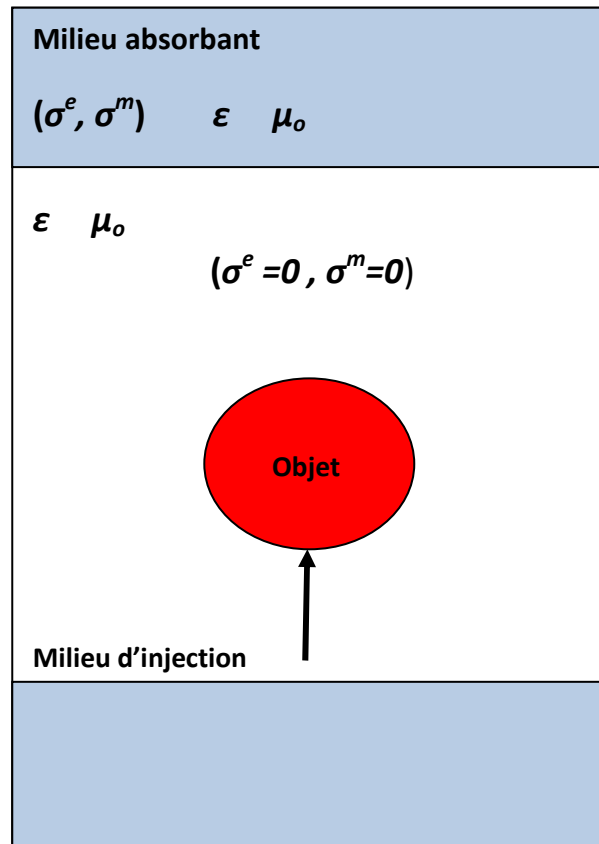 Milieu absorbant
(σᵉ, σᵐ) ε μₒ
ε μₒ
(σᵉ =0 , σᵐ=0)
Objet
Milieu d'injection